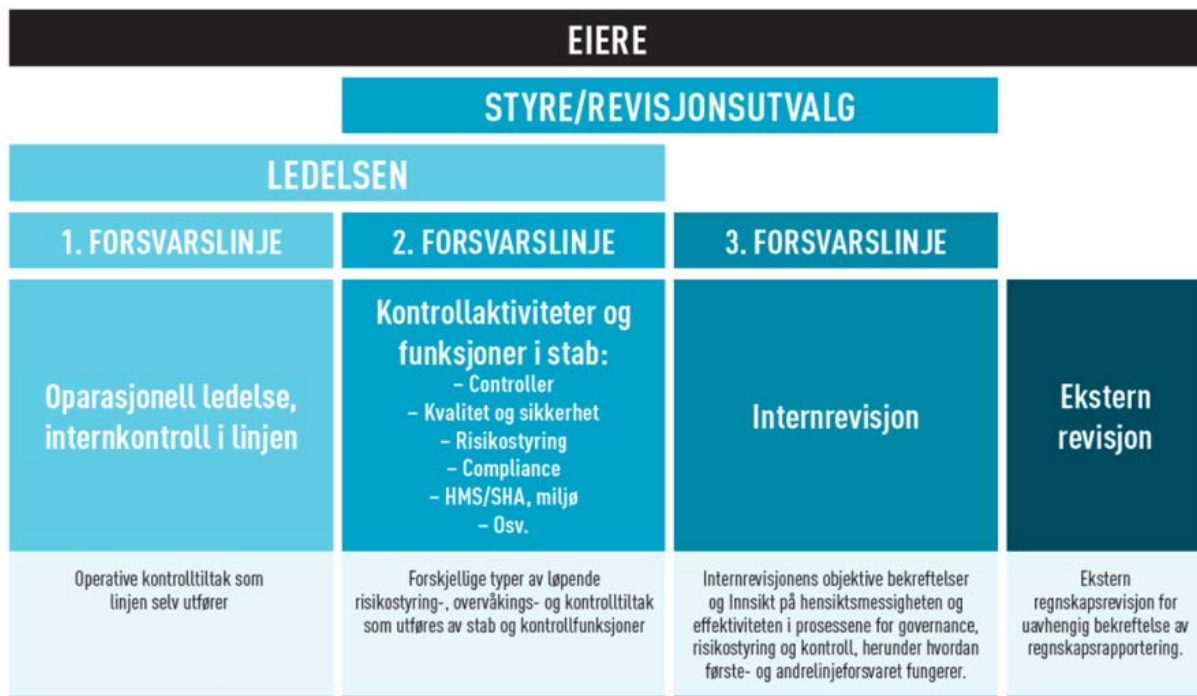 EIERE
STYRE/REVISJONSUTVALG
LEDELSEN
1. FORSVARSLINJE
2. FORSVARSLINJE
3. FORSVARSLINJE
Oparasjonell ledelse,
internkontroll i linjen
Kontrollaktiviteter og
funksjoner i stab:
– Controller
– Kvalitet og sikkerhet
– Risikostyring
– Compliance
– HMS/SHA, miljø
– Osv.
Internrevisjon
Ekstern
revisjon
Operative kontrolltiltak som
linjen selv utfører
Forskjellige typer av løpende
risikostyring-, overvåkings- og kontrolltiltak
som utføres av stab og kontrollfunksjoner
Internrevisjonens objektive bekreftelser
og Innsikt på hensiktsmessigheten og
effektiviteten i prosessene for governance,
risikostyring og kontroll, herunder hvordan
første- og andrelinjeforsvaret fungerer.
Ekstern
regnskapsrevisjon for
uavhengig bekreftelse av
regnskapsrapportering.